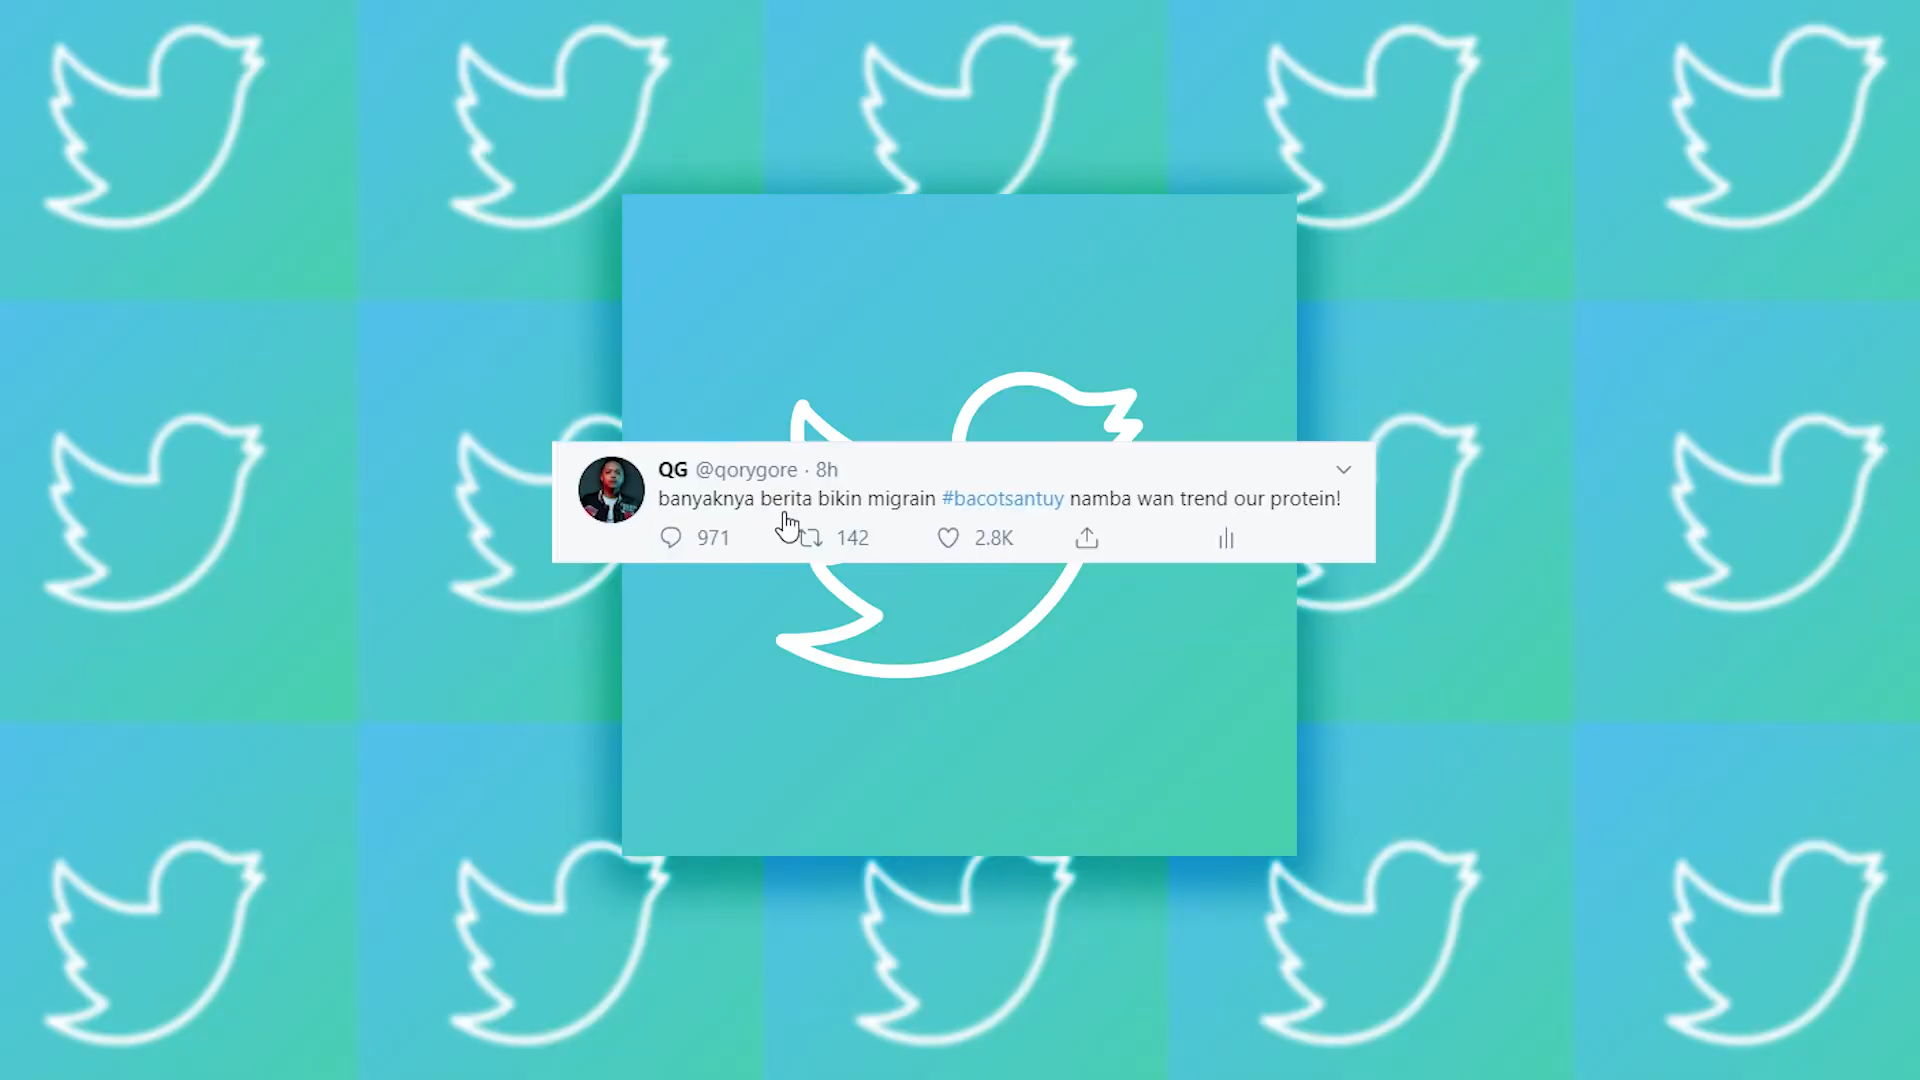 QG @qorygore · 8h
banyaknya berita bikin migrain #bacotsantuy namba wan trend our protein!
971 142 2.8K